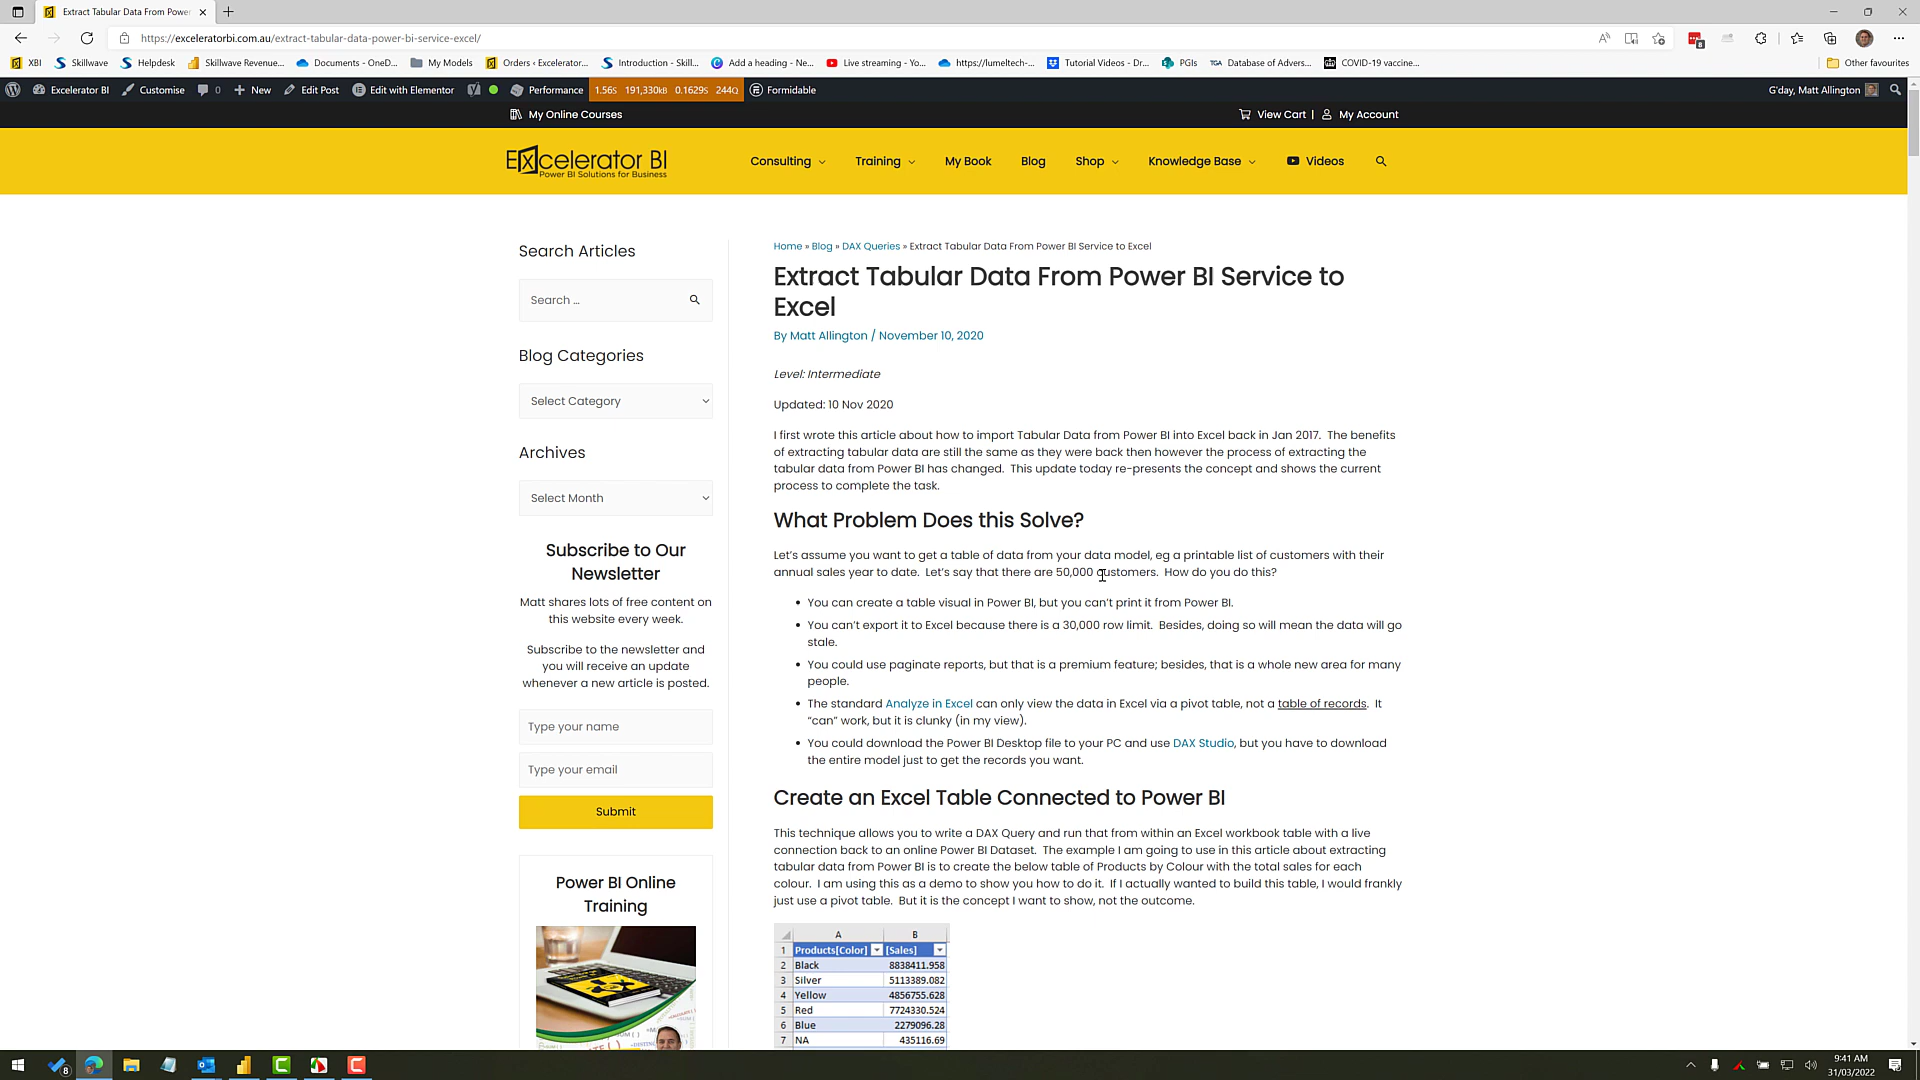 Extract Tabular Data From Power
https://exceleratorbi.com.au/extract-tabular-data-power-bi-service-excel/
8
XBI
Skillwave
Helpdesk
Skillwave Revenue...
Documents - OneD...
My Models
Orders ‹ Excelerator...
Introduction - Skill...
Add a heading - Ne...
Live streaming - Yo...
https://lumeltech-...
Tutorial Videos - Dr...
PGIs
TGA
Database of Advers...
COVID-19 vaccine...
Other favourites
Excelerator BI
Customise
0
New
Edit Post
Edit with Elementor
Performance
1.56s 191,330kB 0.1629s 244Q
Formidable
G'day, Matt Allington
My Online Courses
View Cart |
My Account
Excelerator BI
Power BI Solutions for Business
Consulting
Training
My Book
Blog
Shop
Knowledge Base
Videos
Search Articles
Search ...
Blog Categories
Select Category
Archives
Select Month
Subscribe to Our
Newsletter
Matt shares lots of free content on
this website every week.
Subscribe to the newsletter and
you will receive an update
whenever a new article is posted.
Type your name
Type your email
Submit
Power BI Online
Training
Home » Blog » DAX Queries » Extract Tabular Data From Power BI Service to Excel
Extract Tabular Data From Power BI Service to
Excel
By Matt Allington / November 10, 2020
Level: Intermediate
Updated: 10 Nov 2020
I first wrote this article about how to import Tabular Data from Power BI into Excel back in Jan 2017. The benefits
of extracting tabular data are still the same as they were back then however the process of extracting the
tabular data from Power BI has changed. This update today re-presents the concept and shows the current
process to complete the task.
What Problem Does this Solve?
Let's assume you want to get a table of data from your data model, eg a printable list of customers with their
annual sales year to date. Let's say that there are 50,000 customers. How do you do this?
• You can create a table visual in Power BI, but you can't print it from Power BI.
• You can't export it to Excel because there is a 30,000 row limit. Besides, doing so will mean the data will go
stale.
• You could use paginate reports, but that is a premium feature; besides, that is a whole new area for many
people.
• The standard Analyze in Excel can only view the data in Excel via a pivot table, not a table of records. It
“can” work, but it is clunky (in my view).
• You could download the Power BI Desktop file to your PC and use DAX Studio, but you have to download
the entire model just to get the records you want.
Create an Excel Table Connected to Power BI
This technique allows you to write a DAX Query and run that from within an Excel workbook table with a live
connection back to an online Power BI Dataset. The example I am going to use in this article about extracting
tabular data from Power BI is to create the below table of Products by Colour with the total sales for each
colour. I am using this as a demo to show you how to do it. If I actually wanted to build this table, I would frankly
just use a pivot table. But it is the concept I want to show, not the outcome.
A B
1 Products[Color] [Sales]
2 Black 8838411.958
3 Silver 5113389.082
4 Yellow 4856755.628
5 Red 7724330.524
6 Blue 2279096.28
7 NA 435116.69
8
9:41 AM
31/03/2022